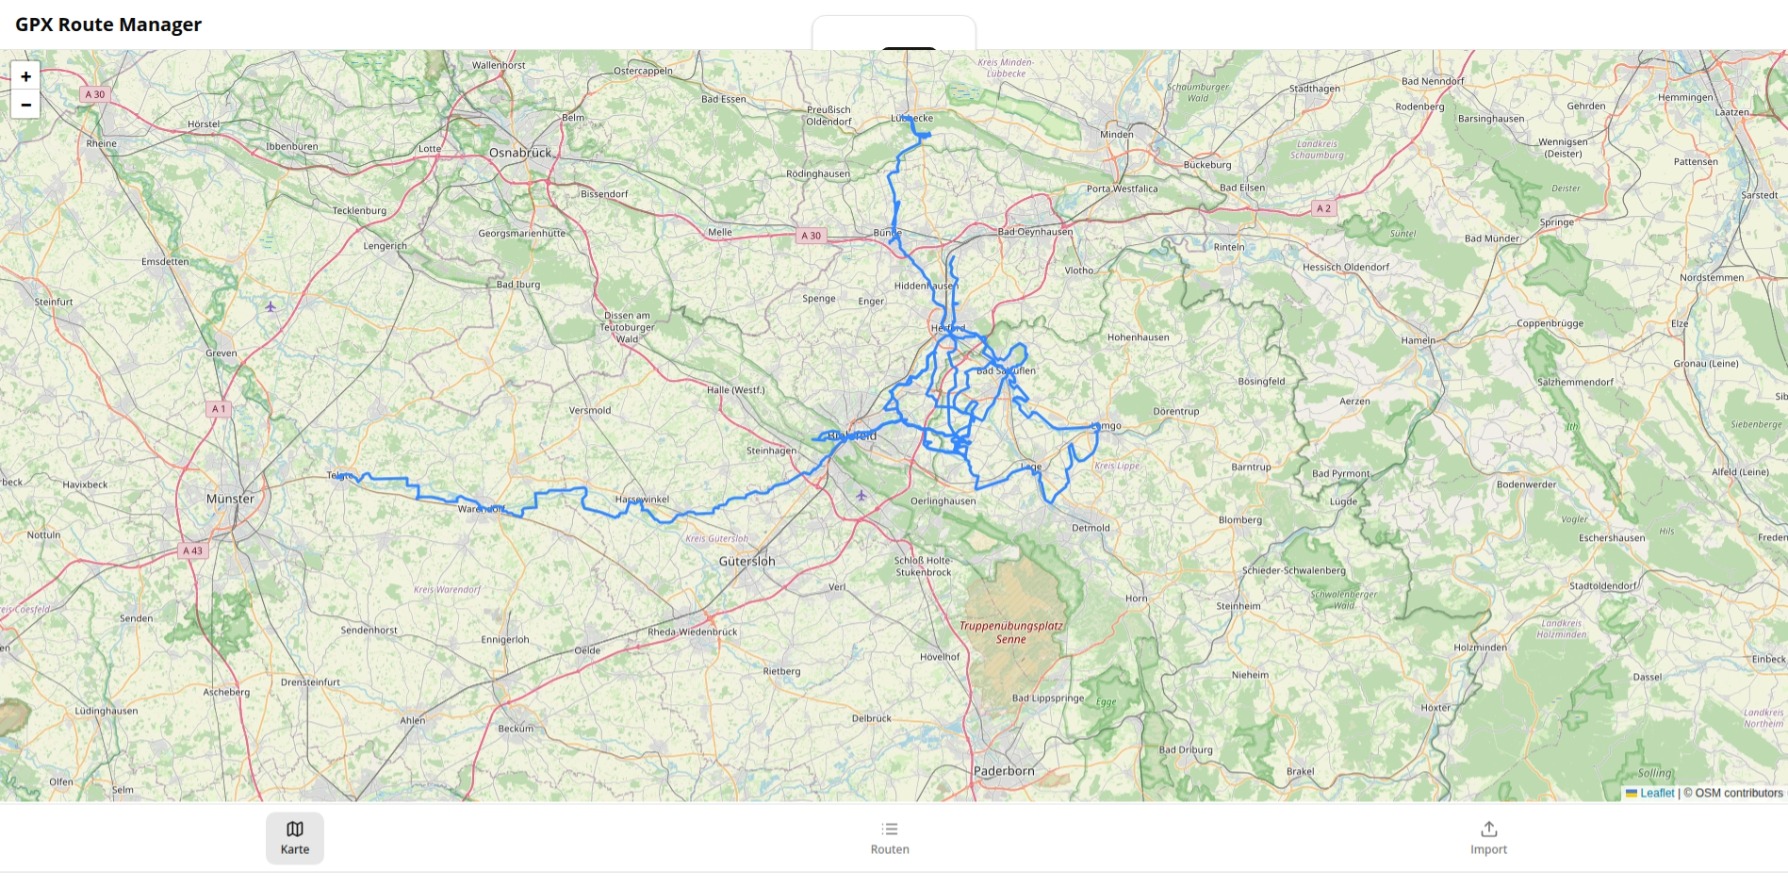 GPX Route Manager
+
−
Wallenhorst
Ostercappeln
Kreis Minden-
Lübbecke
Bad Nenndorf
A 30
Bad Essen
Preußisch
Oldendorf
Schaumburger
Wald
Stadthagen
Rodenberg
Gehrden
Hemmingen
Laatzen
Barsinghausen
Hörstel
Belm
Lübbecke
Minden
Rheine
Ibbenbüren
Lotte
Osnabrück
Landkreis
Schaumburg
Wennigsen
(Deister)
Pattensen
Bückeburg
Rödinghausen
Bissendorf
Porta Westfalica
Bad Eilsen
Deister
Sarstedt
Tecklenburg
A 2
Georgsmarienhütte
Melle
A 30
Bünde
Bad Oeynhausen
Süntel
Springe
Bad Münder
Lengerich
Rinteln
Emsdetten
Vlotho
Hessisch Oldendorf
Nordstemmen
Bad Iburg
Hiddenhausen
Steinfurt
Spenge
Enger
Dissen am
Teutoburger
Wald
Herford
Hohenhausen
Coppenbrügge
Elze
Hameln
Greven
Gronau (Leine)
Bad Salzuflen
Bösingfeld
Salzhemmendorf
Halle (Westf.)
Aerzen
A 1
Versmold
Dörentrup
Lemgo
Ith
Siebenberge
Bielefeld
Steinhagen
Lage
Kreis Lippe
Barntrup
Bad Pyrmont
Alfeld (Leine)
Telgte
Havixbeck
Münster
Bodenwerder
Harsewinkel
Warendorf
Oerlinghausen
Lügde
Detmold
Blomberg
Vogler
Hils
Nottuln
Kreis Gütersloh
Eschershausen
A 43
Gütersloh
Schloß Holte-
Stukenbrock
Schieder-Schwalenberg
Verl
Kreis-Warendorf
Horn
Stadtoldendorf
Schwalenberger
Wald
Steinheim
Senden
Truppenübungsplatz
Senne
Sendenhorst
Rheda-Wiedenbrück
Ennigerloh
Landkreis
Holzminden
Oelde
Hövelhof
Holzminden
Einbeck
Rietberg
Nieheim
Dassel
Drensteinfurt
Ascheberg
Bad Lippspringe
Egge
Höxter
Lüdinghausen
Delbrück
Landkreis
Northeim
Ahlen
Beckum
Bad Driburg
Paderborn
Brakel
Solling
Olfen
Selm
Leaflet | © OSM contributors
Karte
Routen
Import